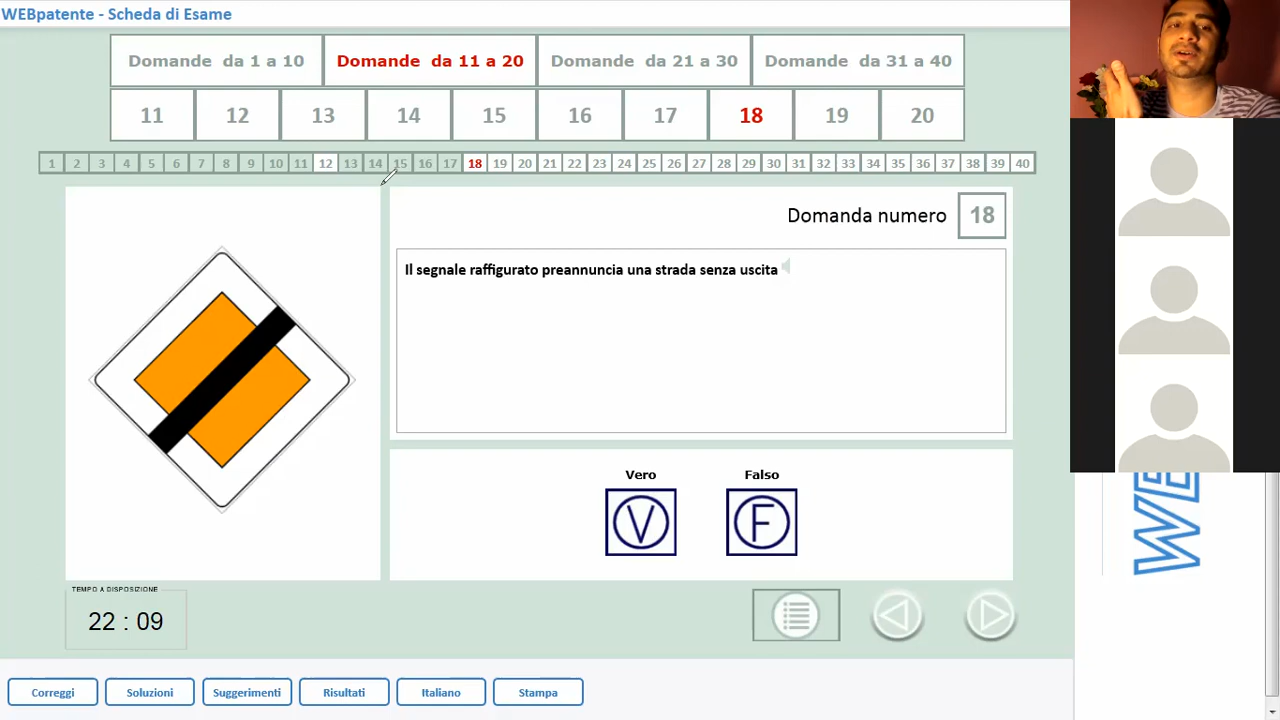 WEBpatente - Scheda di Esame
Domande da 1 a 10
Domande da 11 a 20
Domande da 21 a 30
Domande da 31 a 40
11 12 13 14 15 16 17 18 19 20
1 2 3 4 5 6 7 8 9 10 11 12 13 14 15 16 17 18 19 20 21 22 23 24 25 26 27 28 29 30 31 32 33 34 35 36 37 38 39 40
Domanda numero 18
Il segnale raffigurato preannuncia una strada senza uscita
Vero Falso
V F
TEMPO A DISPOSIZIONE
22 : 09
Correggi Soluzioni Suggerimenti Risultati Italiano Stampa